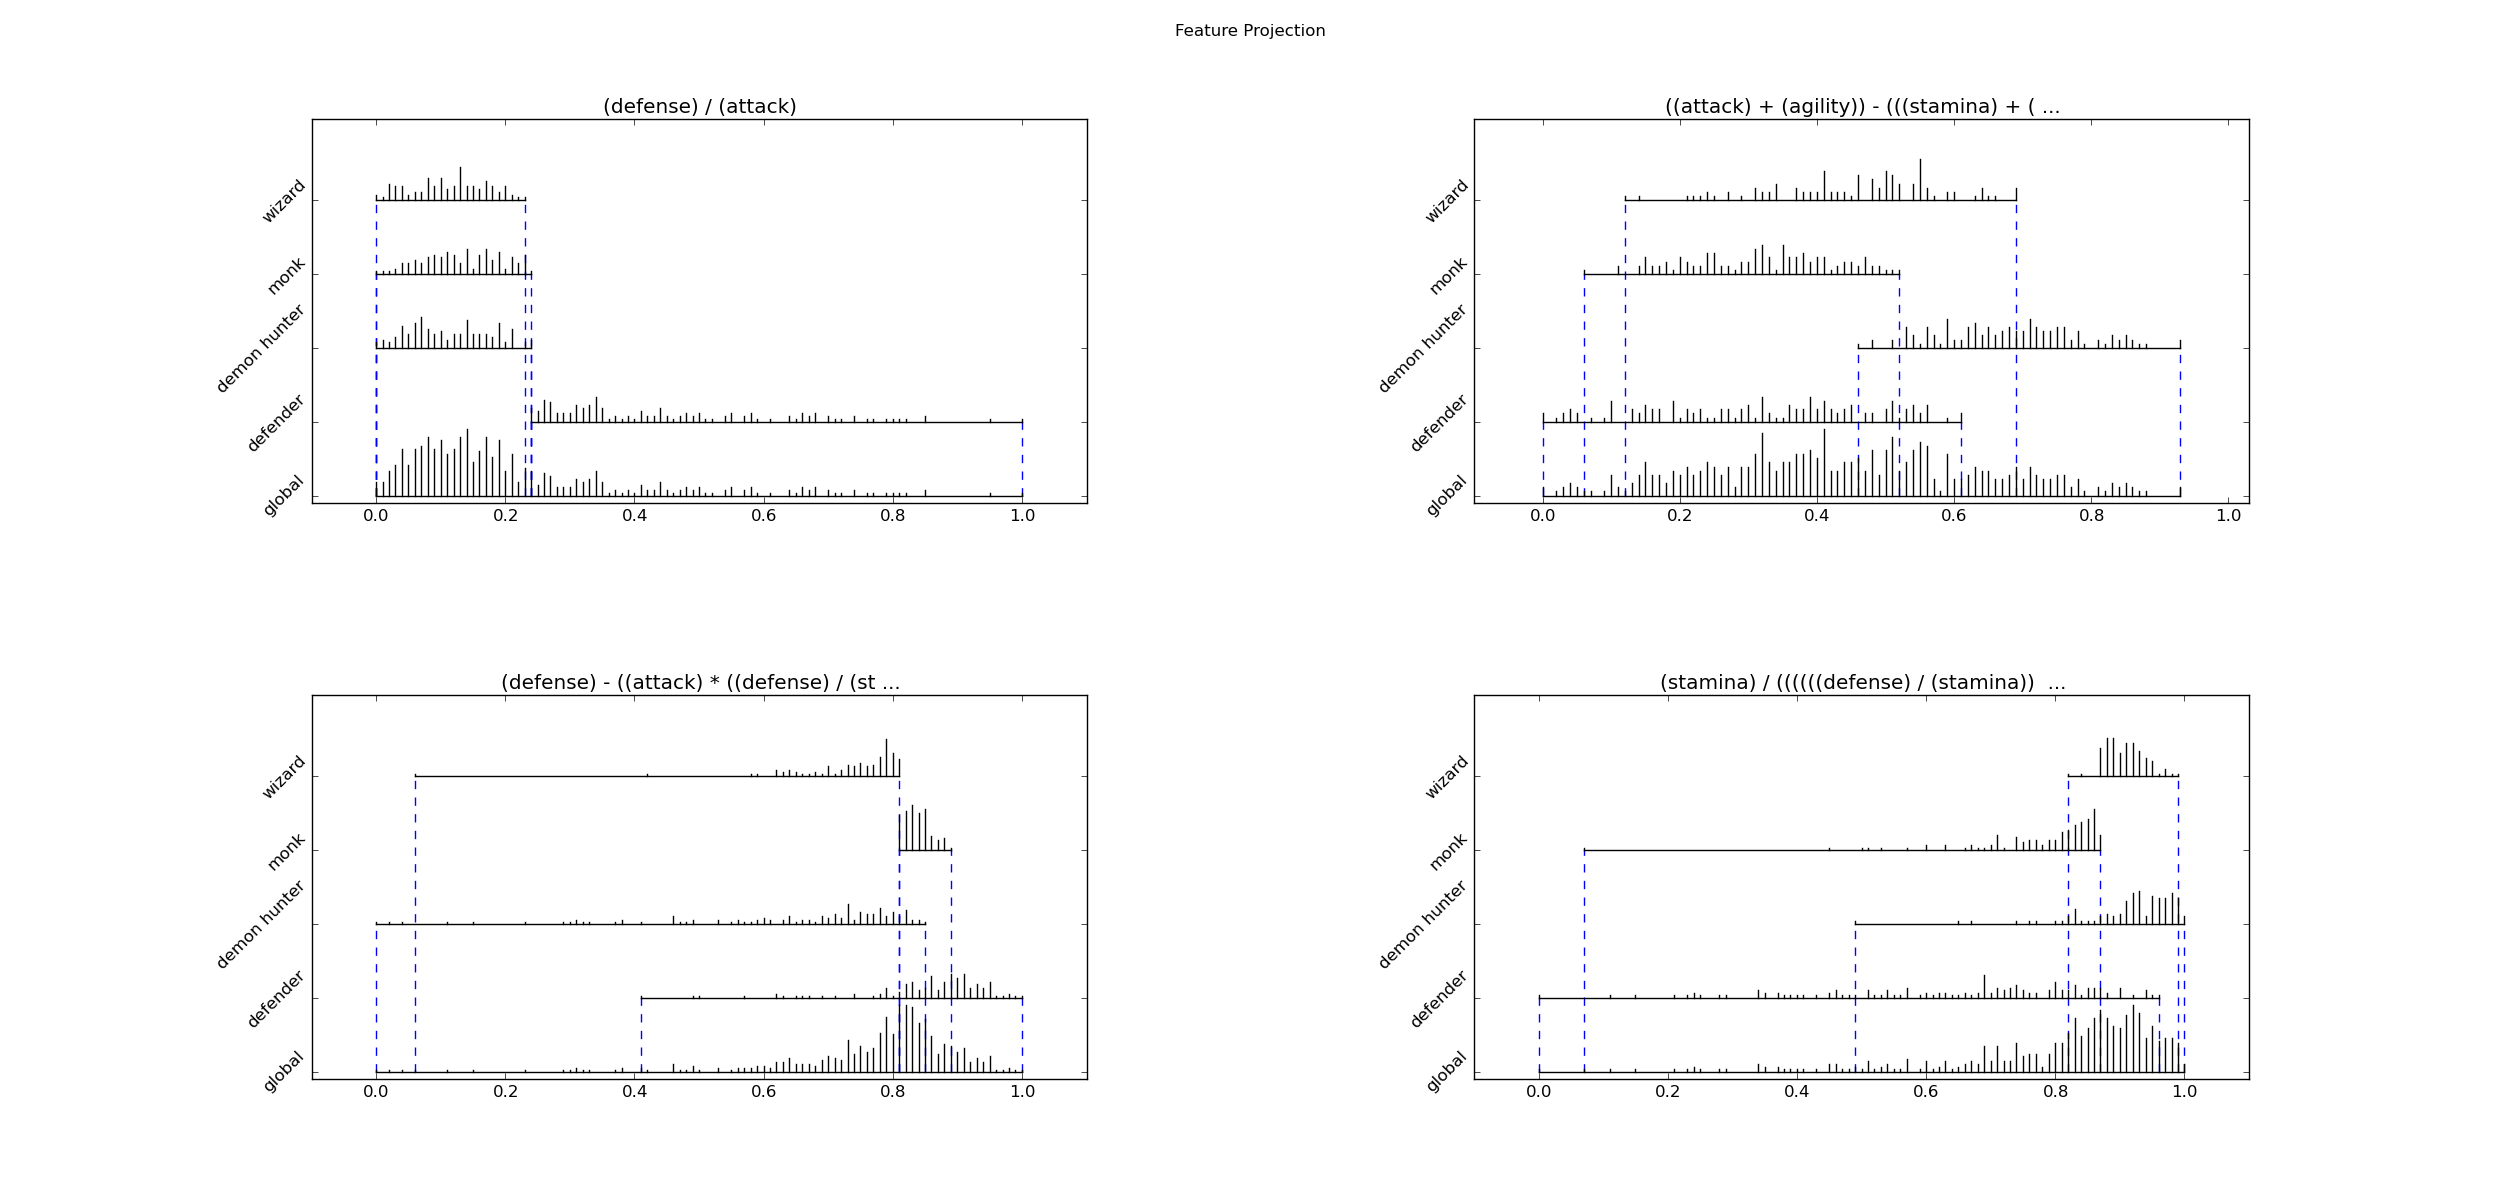 Feature Projection
(defense) / (attack)
wizard
monk
demon hunter
defender
global
0.0 0.2 0.4 0.6 0.8 1.0
((attack) + (agility)) - (((stamina) + ( ...
wizard
monk
demon hunter
defender
global
0.0 0.2 0.4 0.6 0.8 1.0
(defense) - ((attack) * ((defense) / (st ...
wizard
monk
demon hunter
defender
global
0.0 0.2 0.4 0.6 0.8 1.0
(stamina) / ((((((defense) / (stamina))  ...
wizard
monk
demon hunter
defender
global
0.0 0.2 0.4 0.6 0.8 1.0